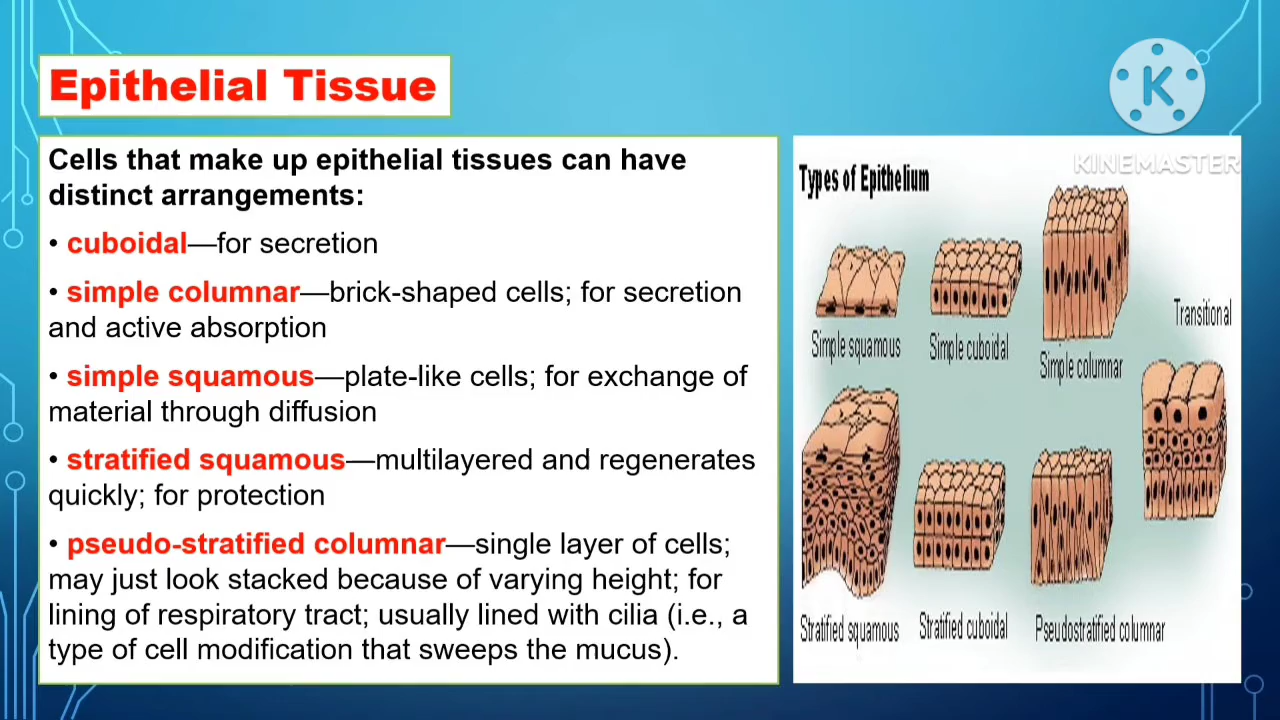 Epithelial Tissue
Cells that make up epithelial tissues can have
distinct arrangements:
• cuboidal—for secretion
• simple columnar—brick-shaped cells; for secretion
and active absorption
• simple squamous—plate-like cells; for exchange of
material through diffusion
• stratified squamous—multilayered and regenerates
quickly; for protection
• pseudo-stratified columnar—single layer of cells;
may just look stacked because of varying height; for
lining of respiratory tract; usually lined with cilia (i.e., a
type of cell modification that sweeps the mucus).
K
KINEMASTER
Types of Epithelium
Transitional
Simple squamous
Simple cuboidal
Simple columnar
Stratified squamous
Stratified cuboidal
Pseudostratified columnar